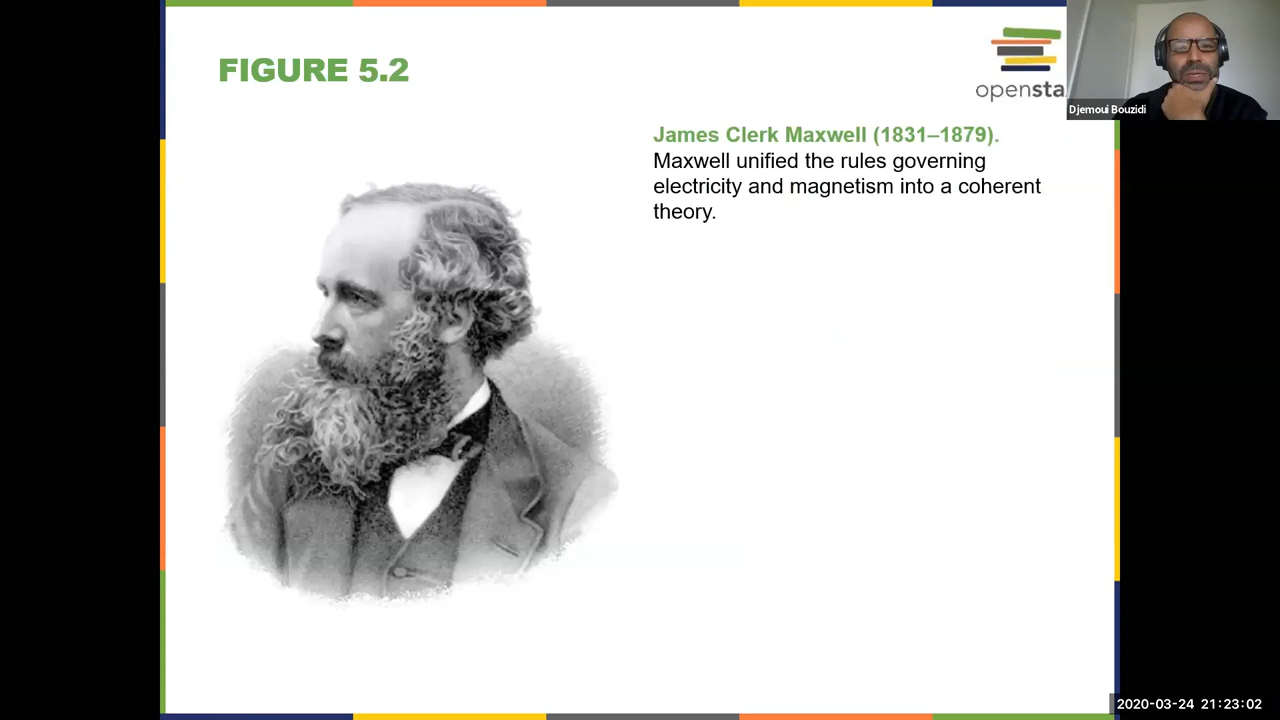 FIGURE 5.2
opensta
Djemoui Bouzidi
James Clerk Maxwell (1831–1879).
Maxwell unified the rules governing
electricity and magnetism into a coherent
theory.
2020-03-24 21:23:02